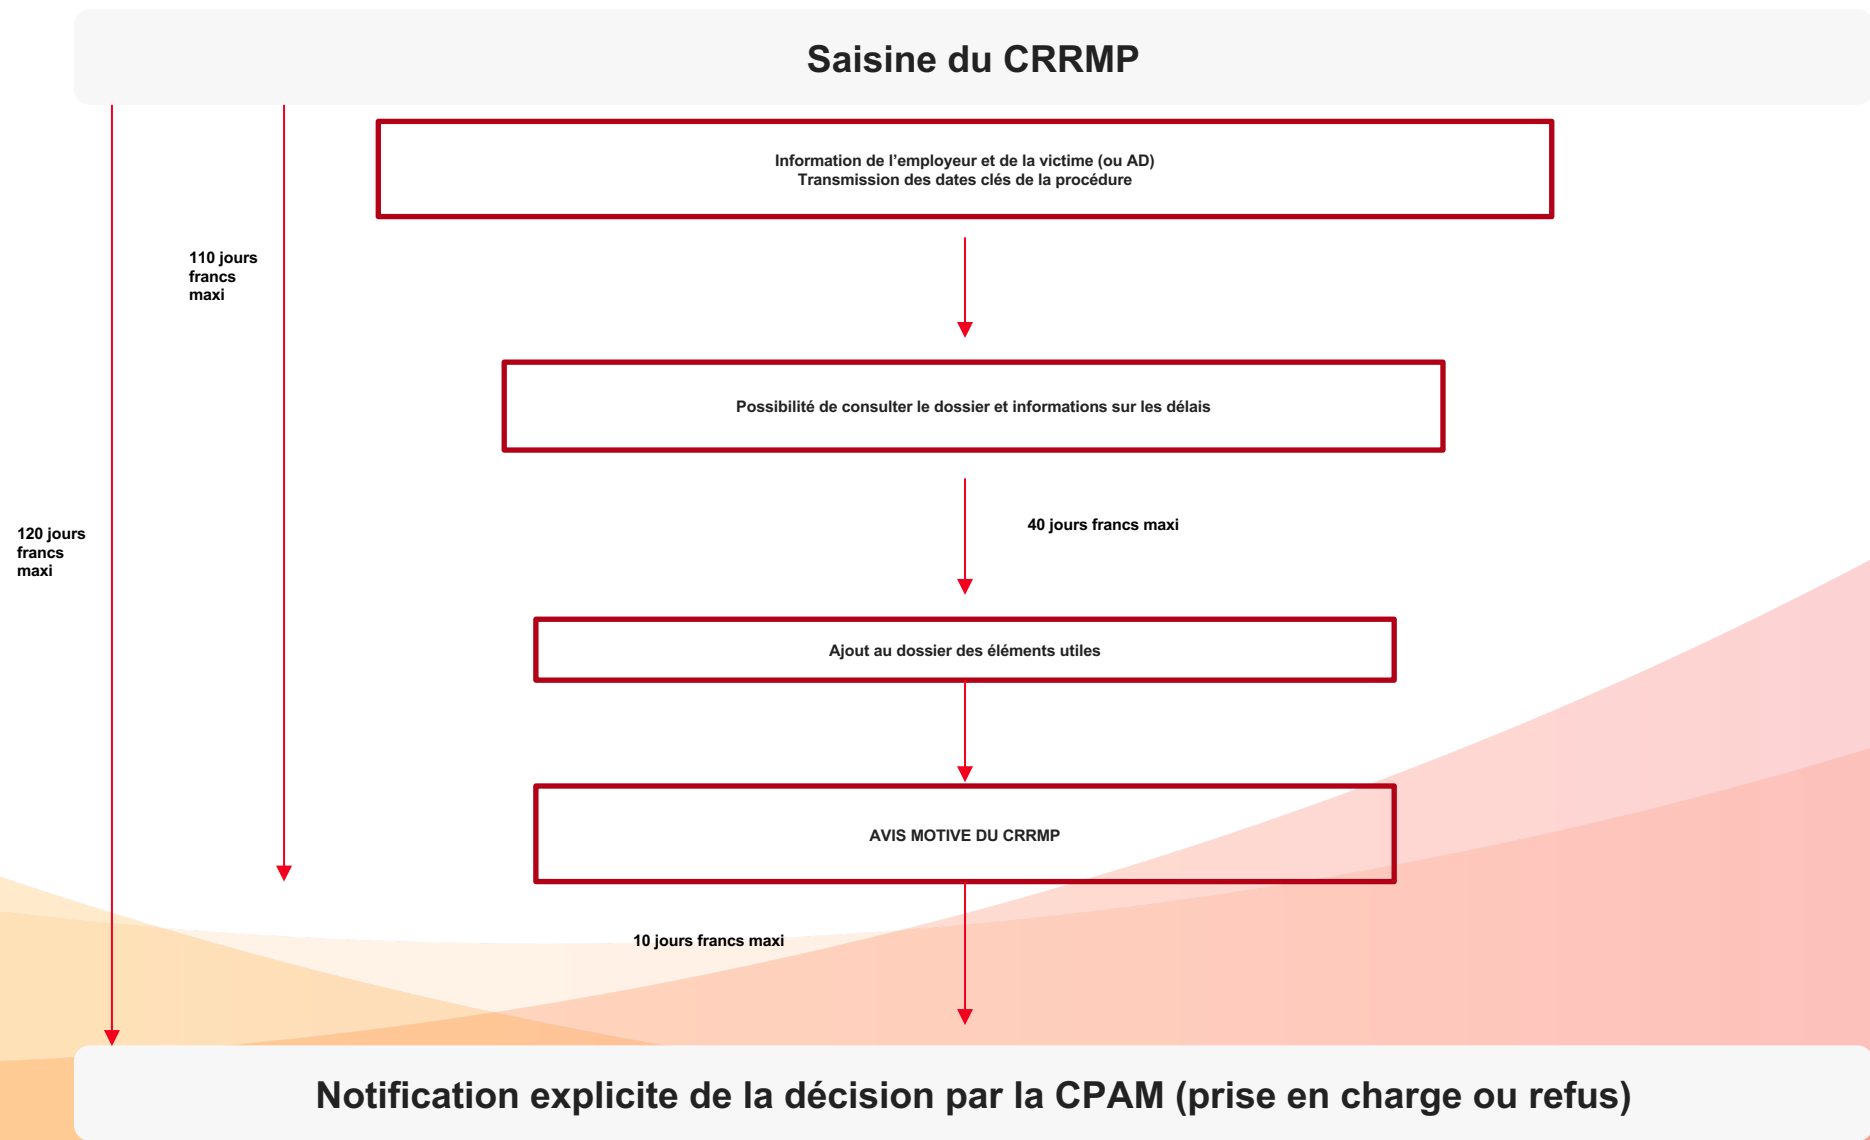 Saisine du CRRMP
Information de l'employeur et de la victime (ou AD)
Transmission des dates clés de la procédure
110 jours
francs
maxi
Possibilité de consulter le dossier et informations sur les délais
120 jours
francs
maxi
40 jours francs maxi
Ajout au dossier des éléments utiles
AVIS MOTIVE DU CRRMP
10 jours francs maxi
Notification explicite de la décision par la CPAM (prise en charge ou refus)